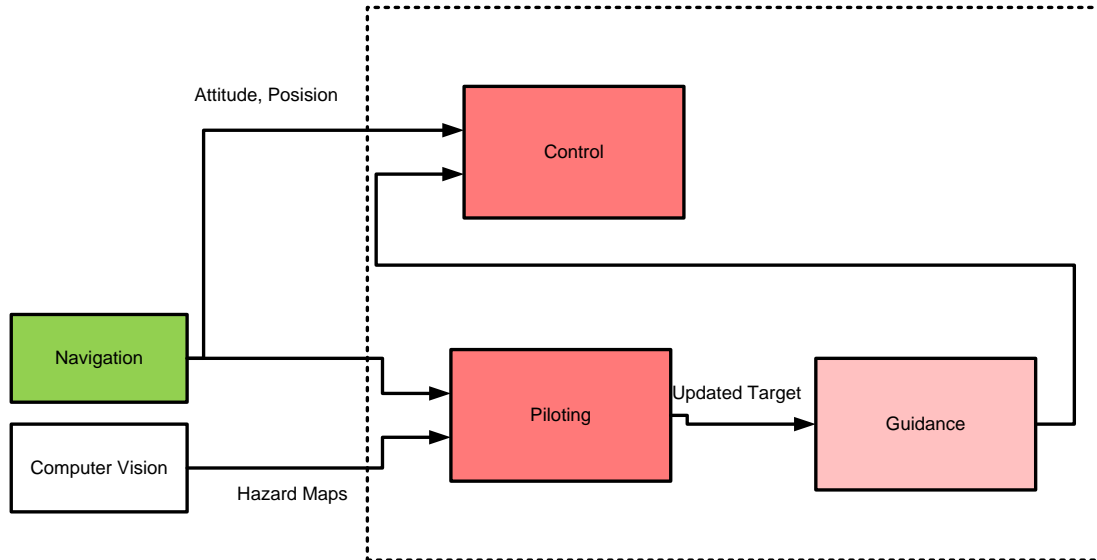 Attitude, Posision
Control
Navigation
Piloting
Updated Target
Guidance
Computer Vision
Hazard Maps